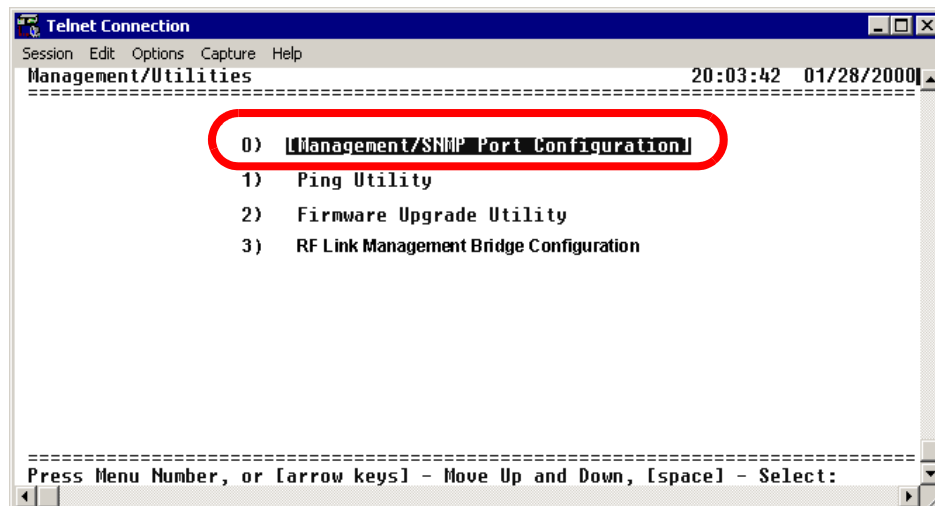 Telnet Connection
Session Edit Options Capture Help
Management/Utilities 20:03:42 01/28/2000
================================================================================
0) [Management/SNMP Port Configuration]
1) Ping Utility
2) Firmware Upgrade Utility
3) RF Link Management Bridge Configuration
================================================================================
Press Menu Number, or [arrow keys] - Move Up and Down, [space] - Select: